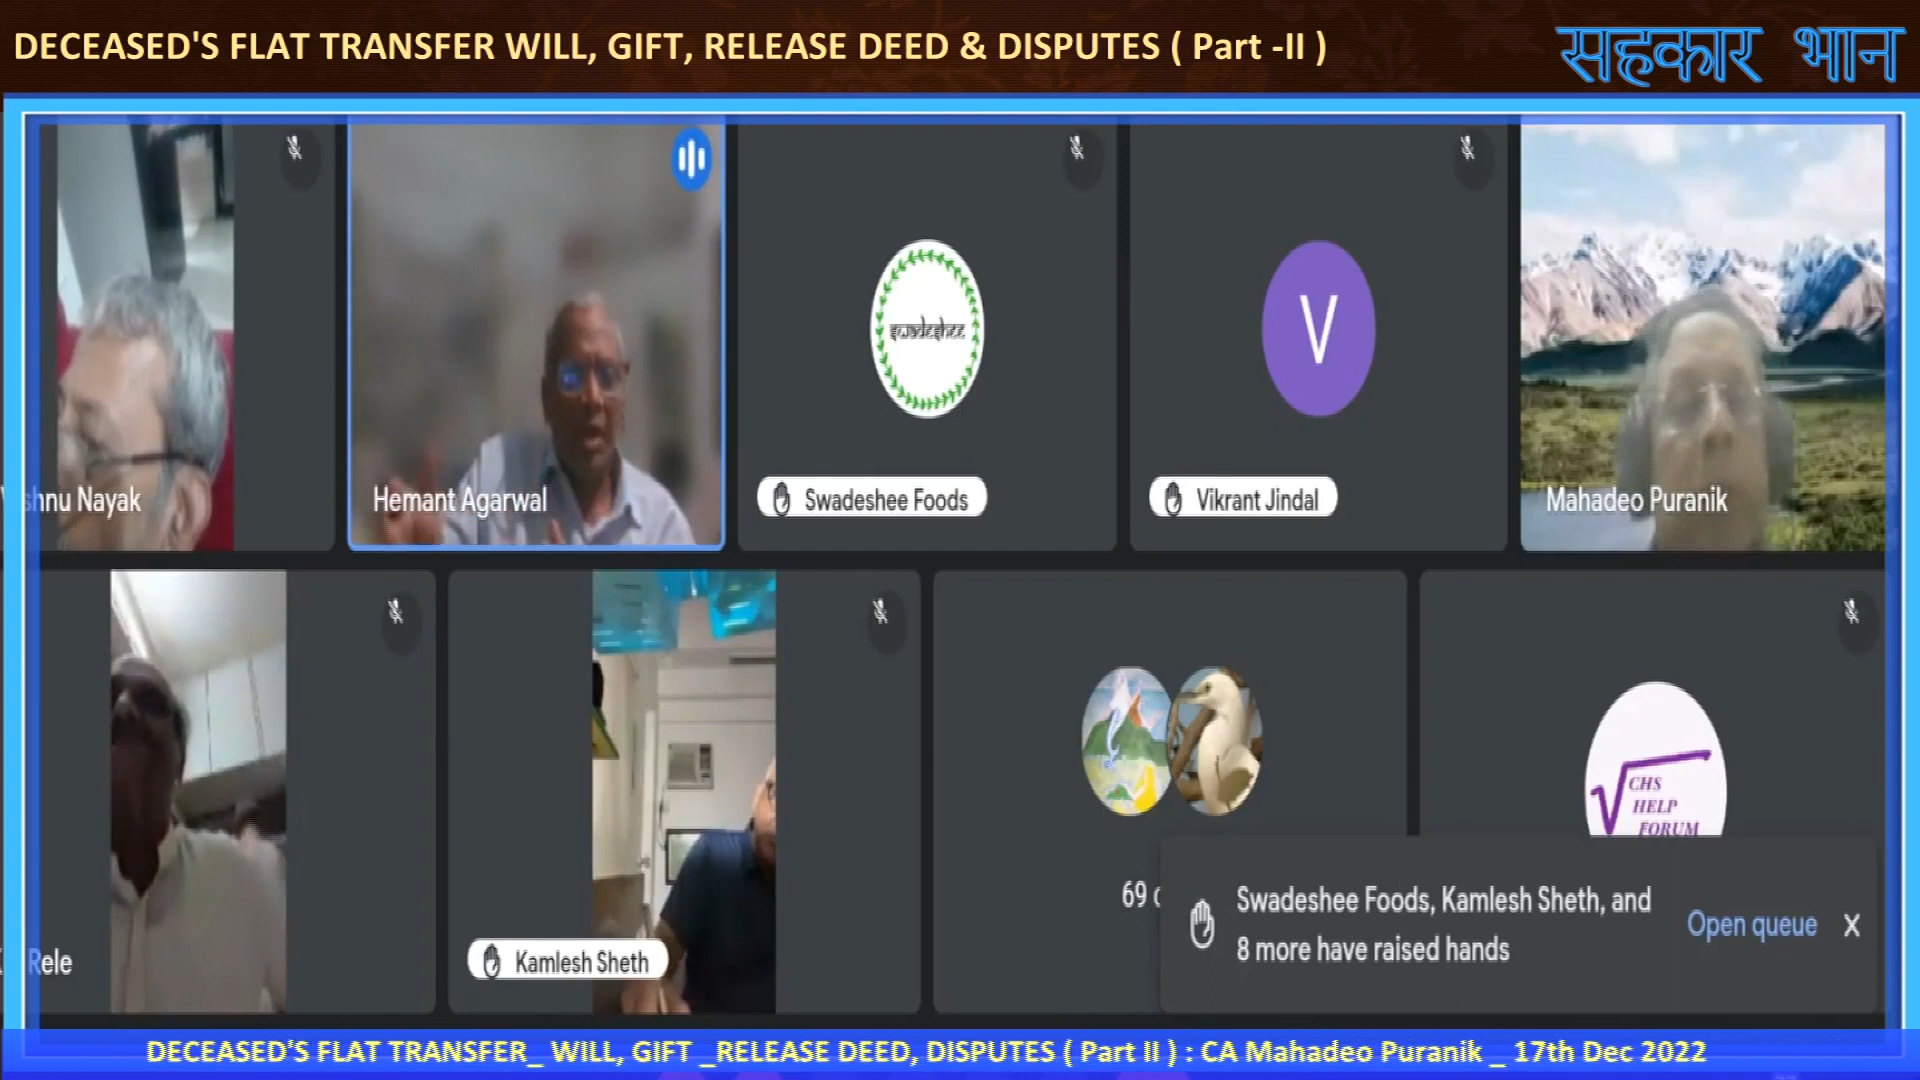 DECEASED'S FLAT TRANSFER WILL, GIFT, RELEASE DEED & DISPUTES ( Part -II )
सहकार भान
swadeshee
V
hnu Nayak
Hemant Agarwal
Swadeshee Foods
Vikrant Jindal
Mahadeo Puranik
CHS
HELP
FORUM
69
Swadeshee Foods, Kamlesh Sheth, and
8 more have raised hands
Open queue
Rele
Kamlesh Sheth
DECEASED'S FLAT TRANSFER_ WILL, GIFT _RELEASE DEED, DISPUTES ( Part II ) : CA Mahadeo Puranik _ 17th Dec 2022